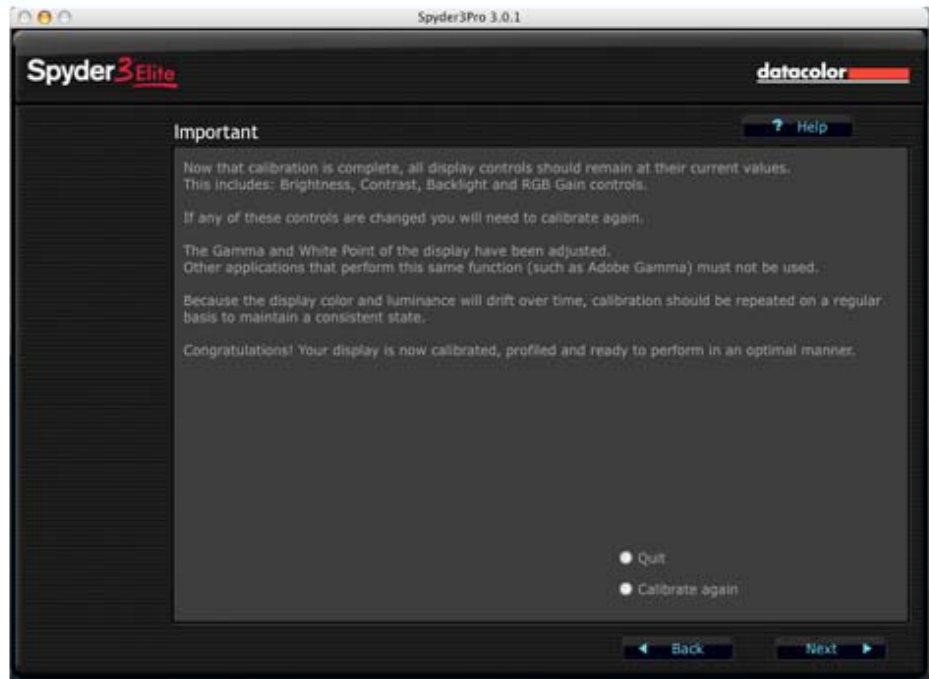 Spyder3Pro 3.0.1
Spyder3Elite
datacolor
Important
? Help
Now that calibration is complete, all display controls should remain at their current values.
This includes: Brightness, Contrast, Backlight and RGB Gain controls.
If any of these controls are changed you will need to calibrate again.
The Gamma and White Point of the display have been adjusted.
Other applications that perform this same function (such as Adobe Gamma) must not be used.
Because the display color and luminance will drift over time, calibration should be repeated on a regular
basis to maintain a consistent state.
Congratulations! Your display is now calibrated, profiled and ready to perform in an optimal manner.
Quit
Calibrate again
Back
Next